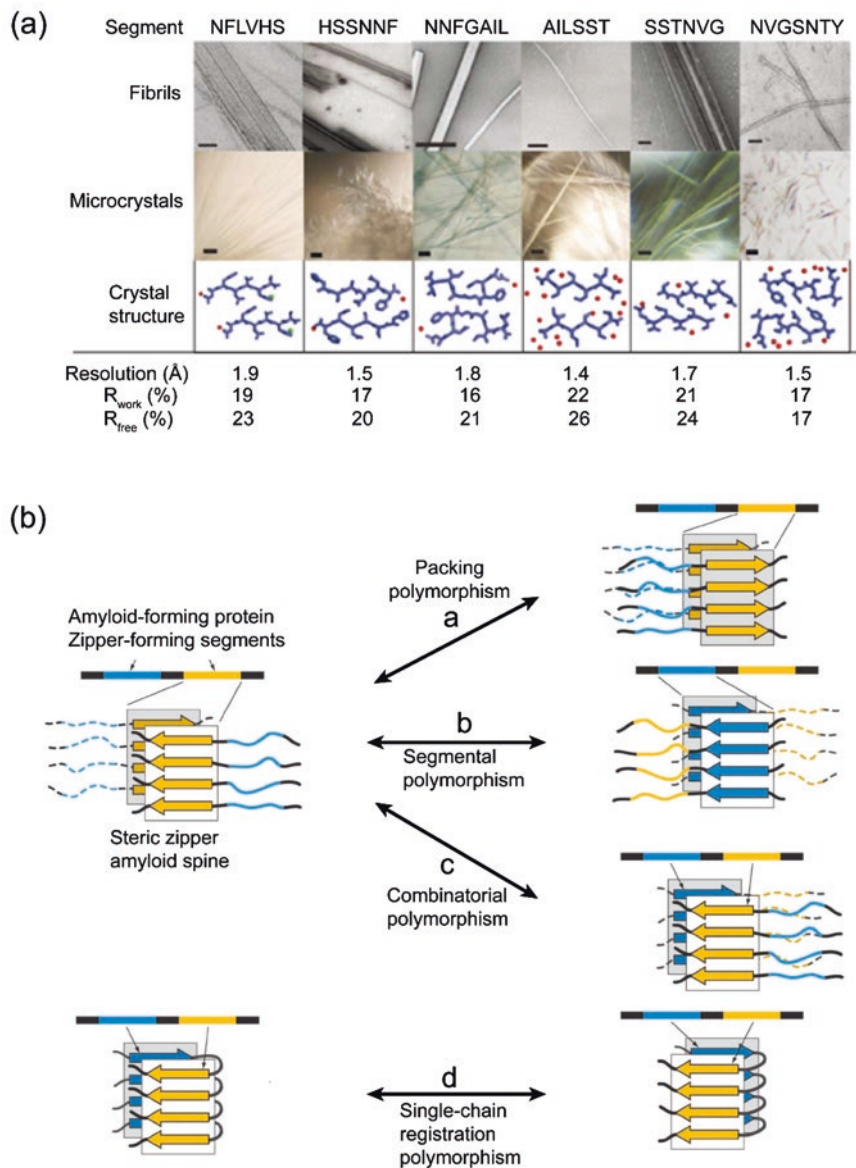 (a)
Segment NFLVHS HSSNNF NNFGAIL AILSST SSTNVG NVGSNTY
Fibrils
Microcrystals
Crystal
structure
Resolution (Å) 1.9 1.5 1.8 1.4 1.7 1.5
Rwork (%) 19 17 16 22 21 17
Rfree (%) 23 20 21 26 24 17
(b)
Packing
polymorphism
a
Amyloid-forming protein
Zipper-forming segments
b
Segmental
polymorphism
Steric zipper
amyloid spine
c
Combinatorial
polymorphism
d
Single-chain
registration
polymorphism